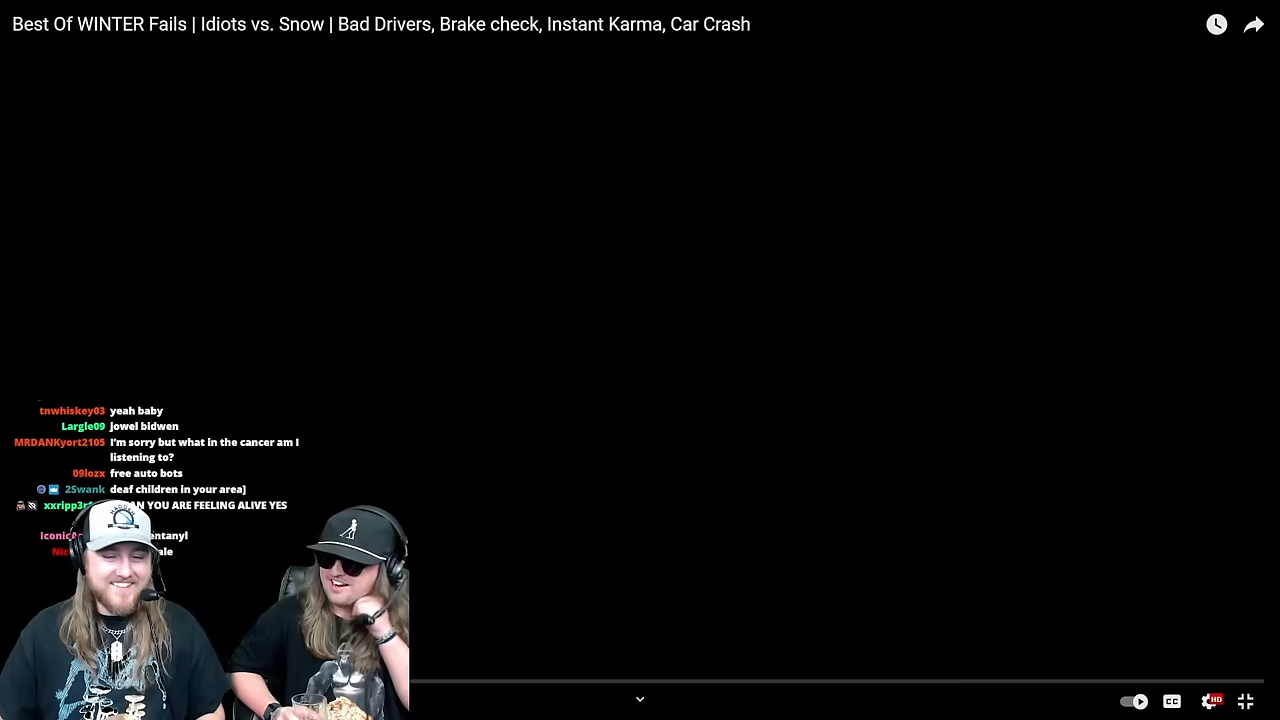 Best Of WINTER Fails | Idiots vs. Snow | Bad Drivers, Brake check, Instant Karma, Car Crash
tnwhiskey03 yeah baby
Largle09 jowel bidwen
MRDANKyort2105 I'm sorry but what in the cancer am I
listening to?
09lozx free auto bots
2Swank deaf children in your area]
YOU ARE FEELING ALIVE YES
CC
HD